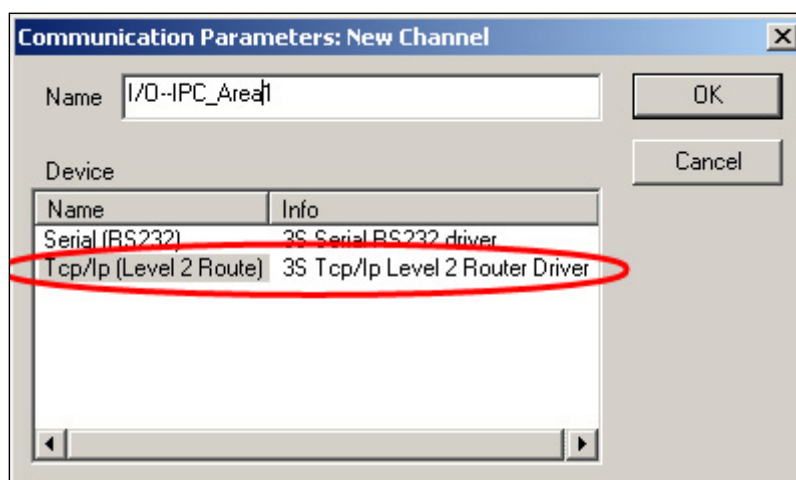 Communication Parameters: New Channel
Name I/O--IPC_Area1 OK
Cancel
Device
Name Info
Serial (RS232) 3S Serial RS232 driver
Tcp/Ip (Level 2 Route) 3S Tcp/Ip Level 2 Router Driver